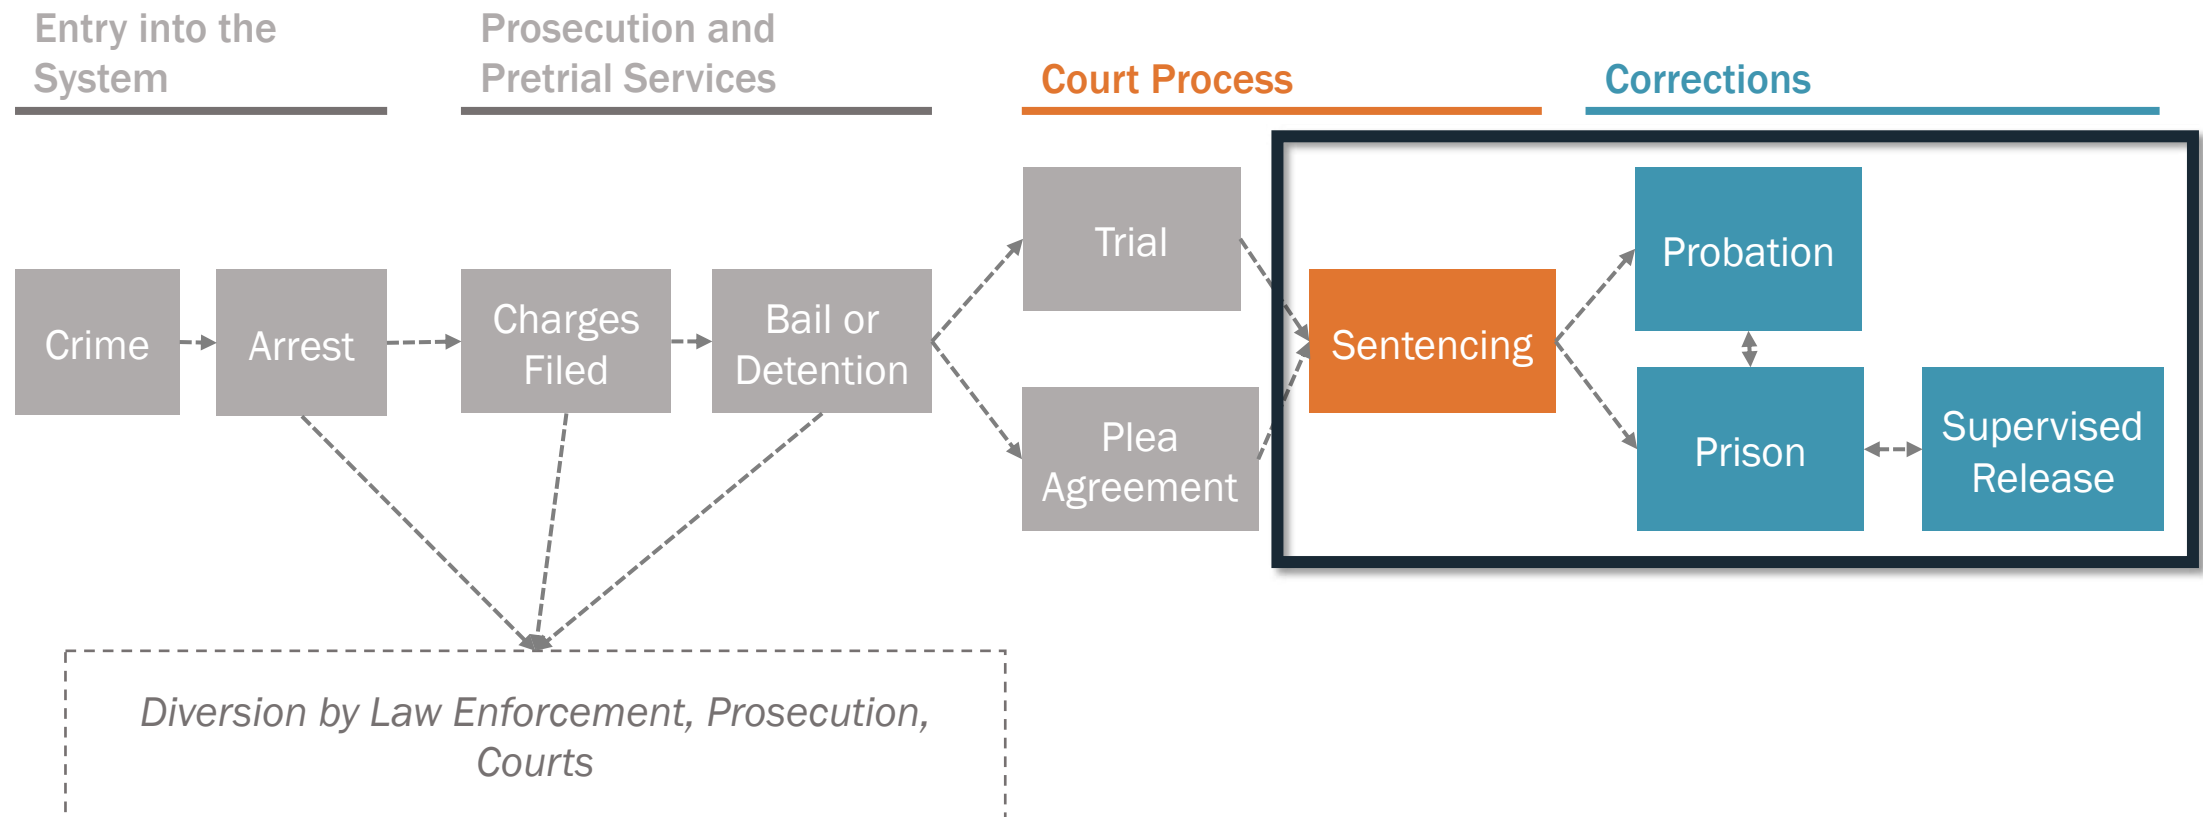 Entry into the
System
Prosecution and
Pretrial Services
Court Process
Corrections
Crime
Arrest
Charges
Filed
Bail or
Detention
Trial
Plea
Agreement
Sentencing
Probation
Prison
Supervised
Release
Diversion by Law Enforcement, Prosecution,
Courts